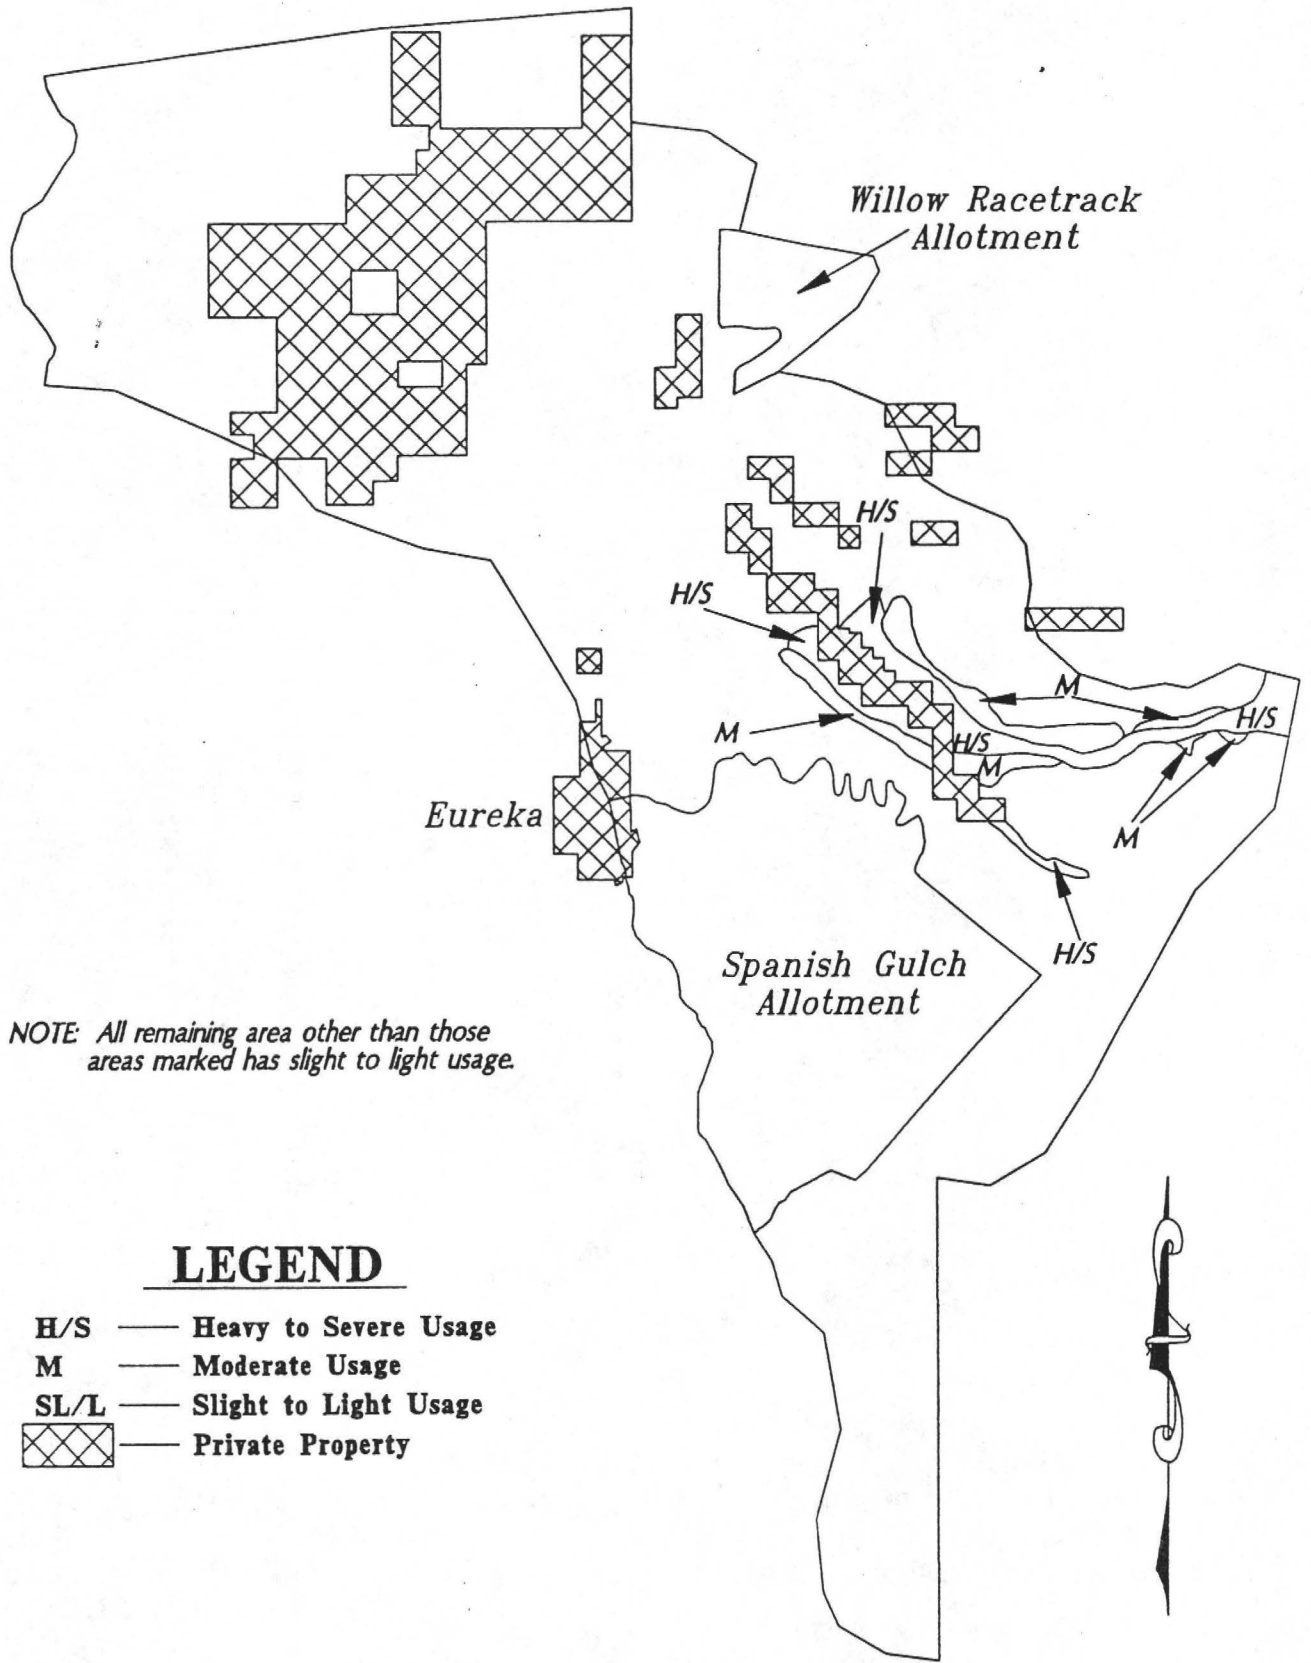 Willow Racetrack
Allotment
H/S
H/S
M
M
H/S
H/S
M
Eureka
M
H/S
Spanish Gulch
Allotment
NOTE: All remaining area other than those
areas marked has slight to light usage.
LEGEND
H/S — Heavy to Severe Usage
M — Moderate Usage
SL/L — Slight to Light Usage
Private Property